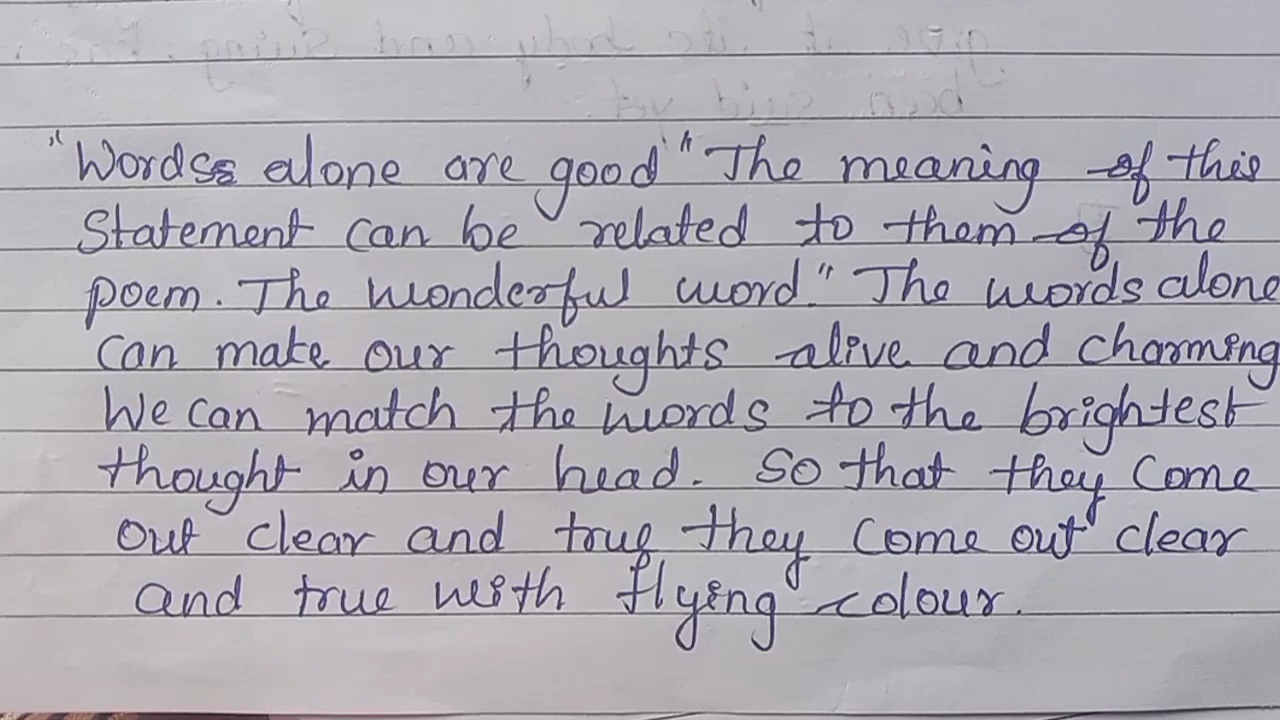 "Wordss alone are good" The meaning of this
Statement can be related to them of the
poem. The wonderful word." The words alone
can make our thoughts alive and charming
We can match the words to the brightest
thought in our head. So that they come
out clear and true they come out clear
and true with flying colour.